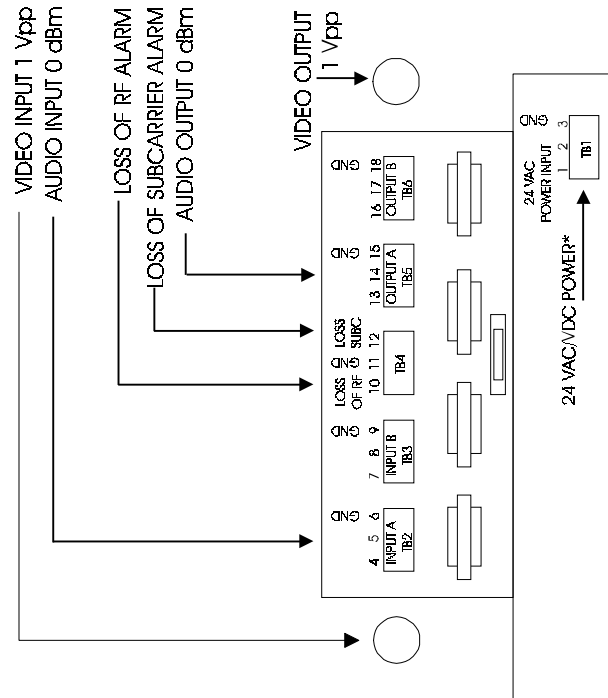 VIDEO INPUT 1 Vpp
AUDIO INPUT 0 dBm
LOSS OF RF ALARM
LOSS OF SUBCARRIER ALARM
AUDIO OUTPUT 0 dBm
VIDEO OUTPUT
1 Vpp
GND
4 5 6
INPUT A
TB2
GND
7 8 9
INPUT B
TB3
LOSS
OF RF
GND
LOSS
SUBC.
10 11 12
TB4
GND
13 14 15
OUTPUT A
TB5
GND
16 17 18
OUTPUT B
TB6
24 VAC
POWER INPUT
GND
1 2 3
TB1
24 VAC/VDC POWER*